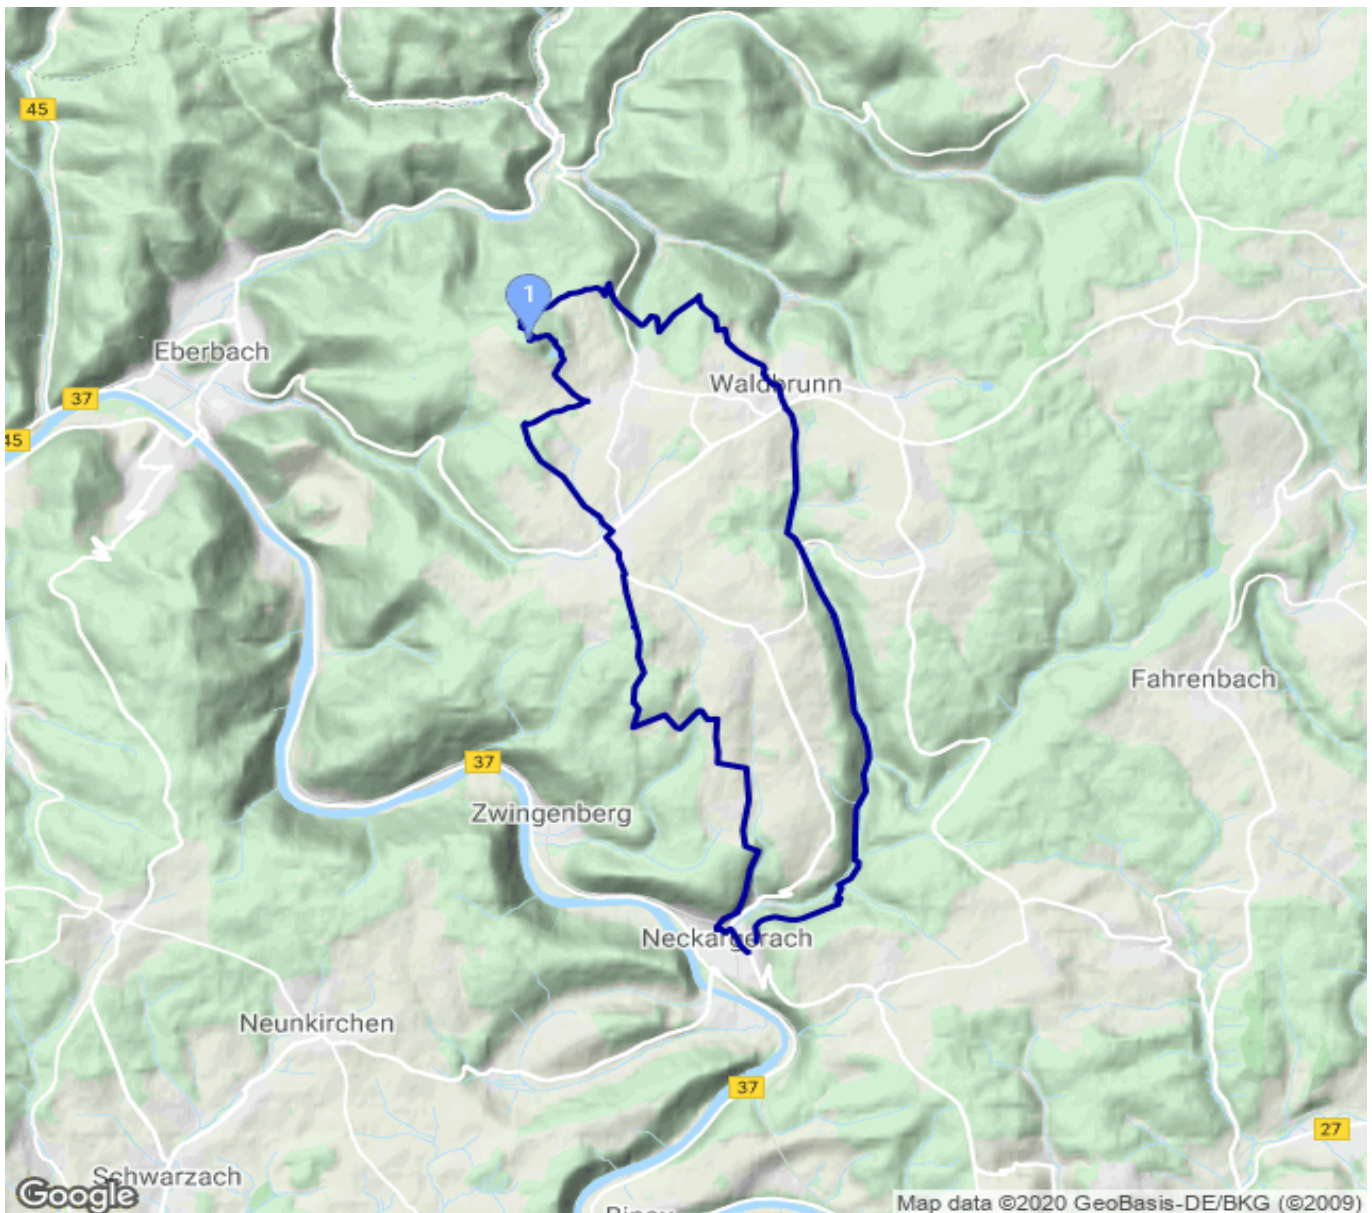 45
1
Eberbach
Waldbrunn
37
45
Fahrenbach
37
Zwingenberg
Neckargerach
Neunkirchen
37
27
Schwarzach
Google
Map data ©2020 GeoBasis-DE/BKG (©2009)